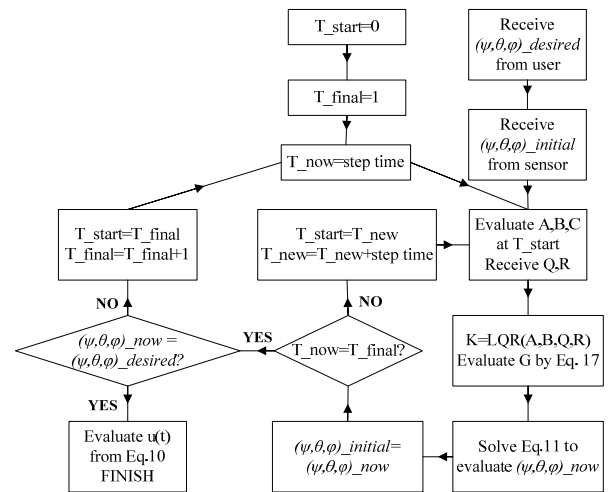 T_start=0
Receive
(ψ,θ,φ)_desired
from user
T_final=1
Receive
(ψ,θ,φ)_initial
from sensor
T_now=step time
T_start=T_final
T_final=T_final+1
T_start=T_new
T_new=T_new+step time
Evaluate A,B,C
at T_start
Receive Q,R
NO
NO
(ψ,θ,φ)_now =
(ψ,θ,φ)_desired?
YES
T_now=T_final?
K=LQR(A,B,Q,R)
Evaluate G by Eq. 17
YES
Evaluate u(t)
from Eq.10
FINISH
(ψ,θ,φ)_initial=
(ψ,θ,φ)_now
Solve Eq.11 to
evaluate (ψ,θ,φ)_now